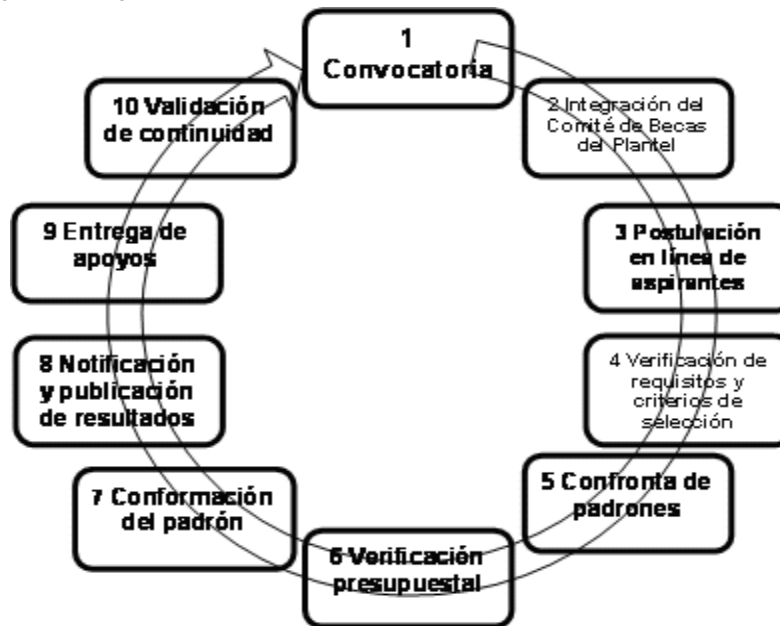 1
Convocatoria
2 Integración del
Comité de Becas
del Plantel
3 Postulación
en línea de
aspirantes
4 Verificación de
requisitos y
criterios de
selección
5 Confronta de
padrones
6 Verificación
presupuestal
7 Conformación
del padrón
8 Notificación
y publicación
de resultados
9 Entrega de
apoyos
10 Validación
de continuidad